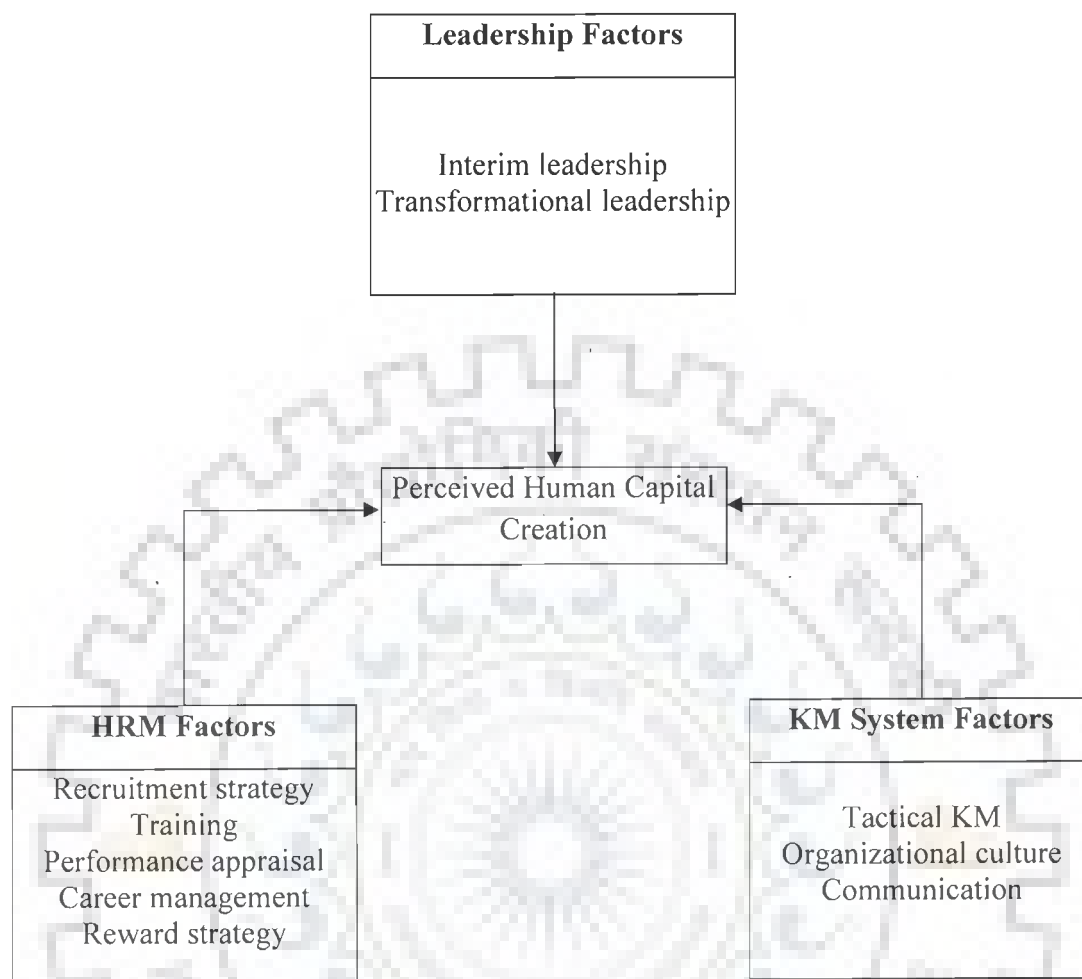 Leadership Factors
Interim leadership
Transformational leadership
Perceived Human Capital
Creation
HRM Factors
Recruitment strategy
Training
Performance appraisal
Career management
Reward strategy
KM System Factors
Tactical KM
Organizational culture
Communication